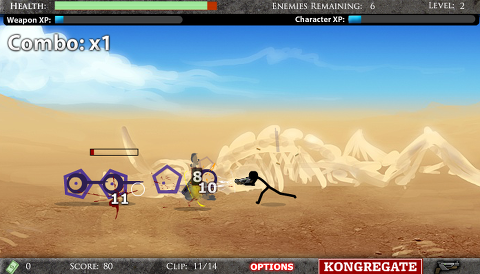 HEALTH: ENEMIES REMAINING: 6 LEVEL: 2
Weapon XP: Character XP:
Combo: x1
8
10
11
0 SCORE: 80 CLIP: 11/14 OPTIONS KONGREGATE